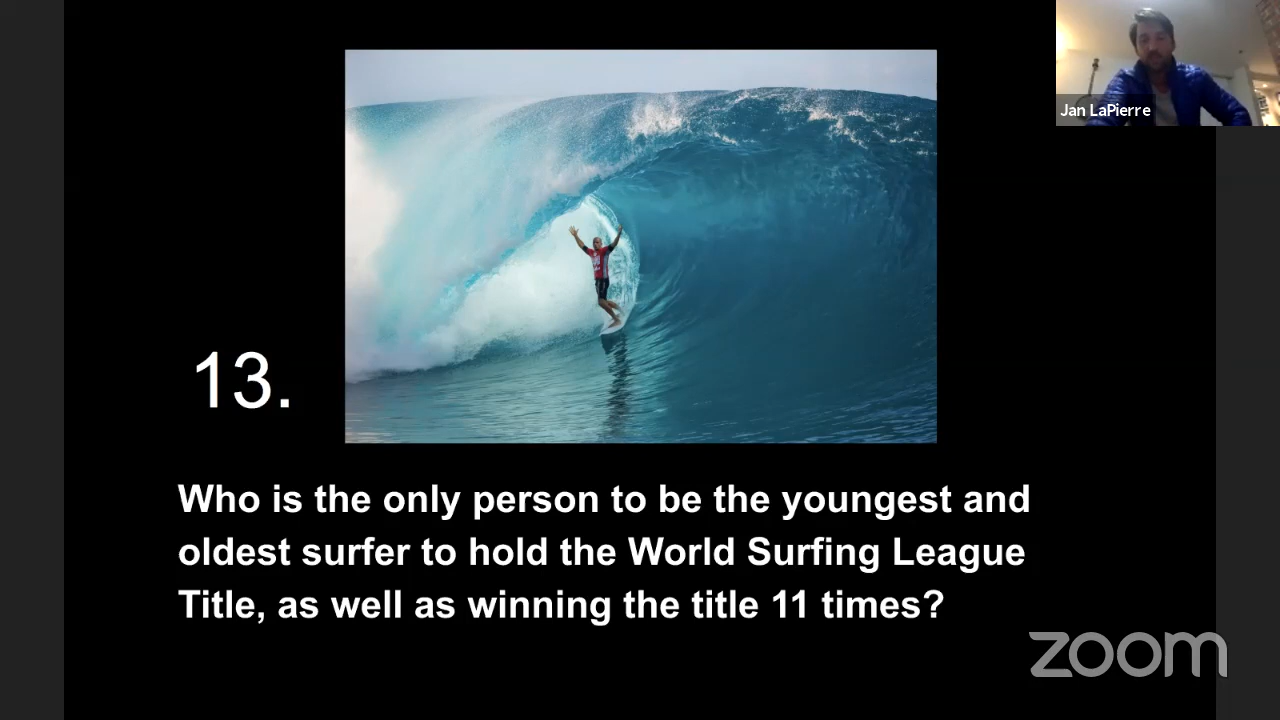 Jan LaPierre
13.
Who is the only person to be the youngest and
oldest surfer to hold the World Surfing League
Title, as well as winning the title 11 times?
zoom